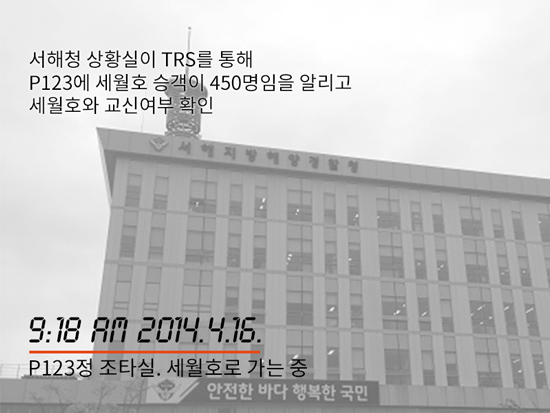 서해청 상황실이 TRS를 통해
P123에 세월호 승객이 450명임을 알리고
세월호와 교신여부 확인
서해지방해양경찰청
9:18 AM 2014.4.16.
P123정 조타실. 세월호로 가는 중
안전한 바다 행복한 국민